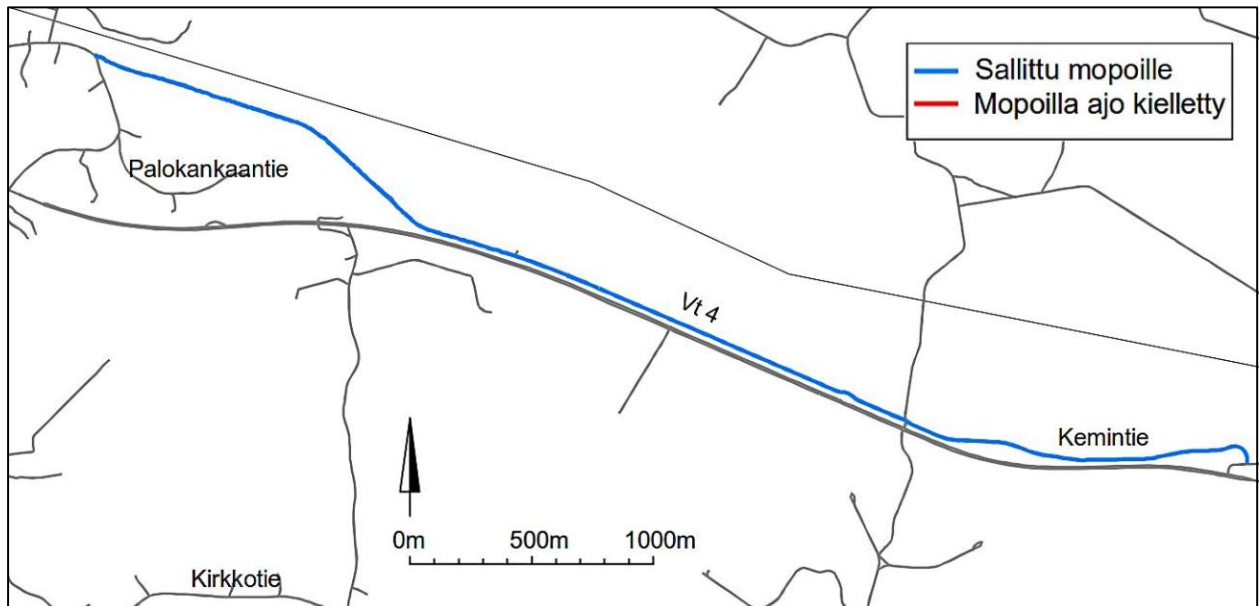 Sallittu mopoille
Mopoilla ajo kielletty
Palokankaantie
Vt 4
Kemintie
0m 500m 1000m
Kirkkotie